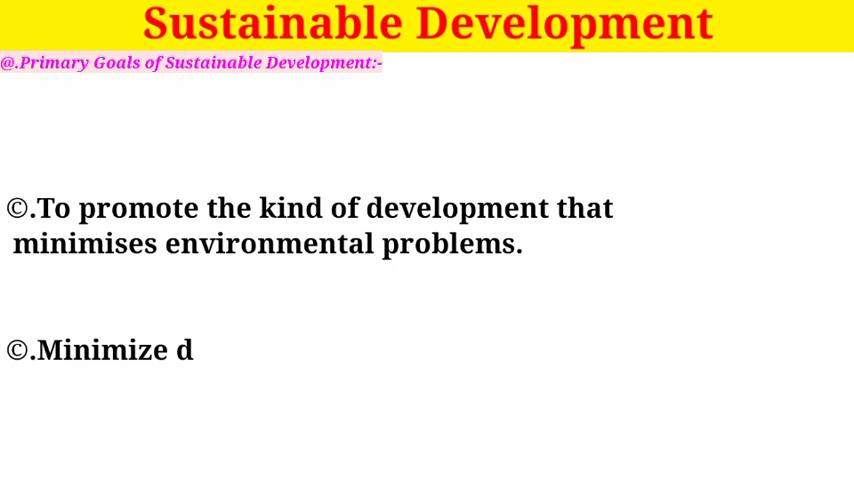 Sustainable Development
@.Primary Goals of Sustainable Development:-
©.To promote the kind of development that
minimises environmental problems.
©.Minimize d